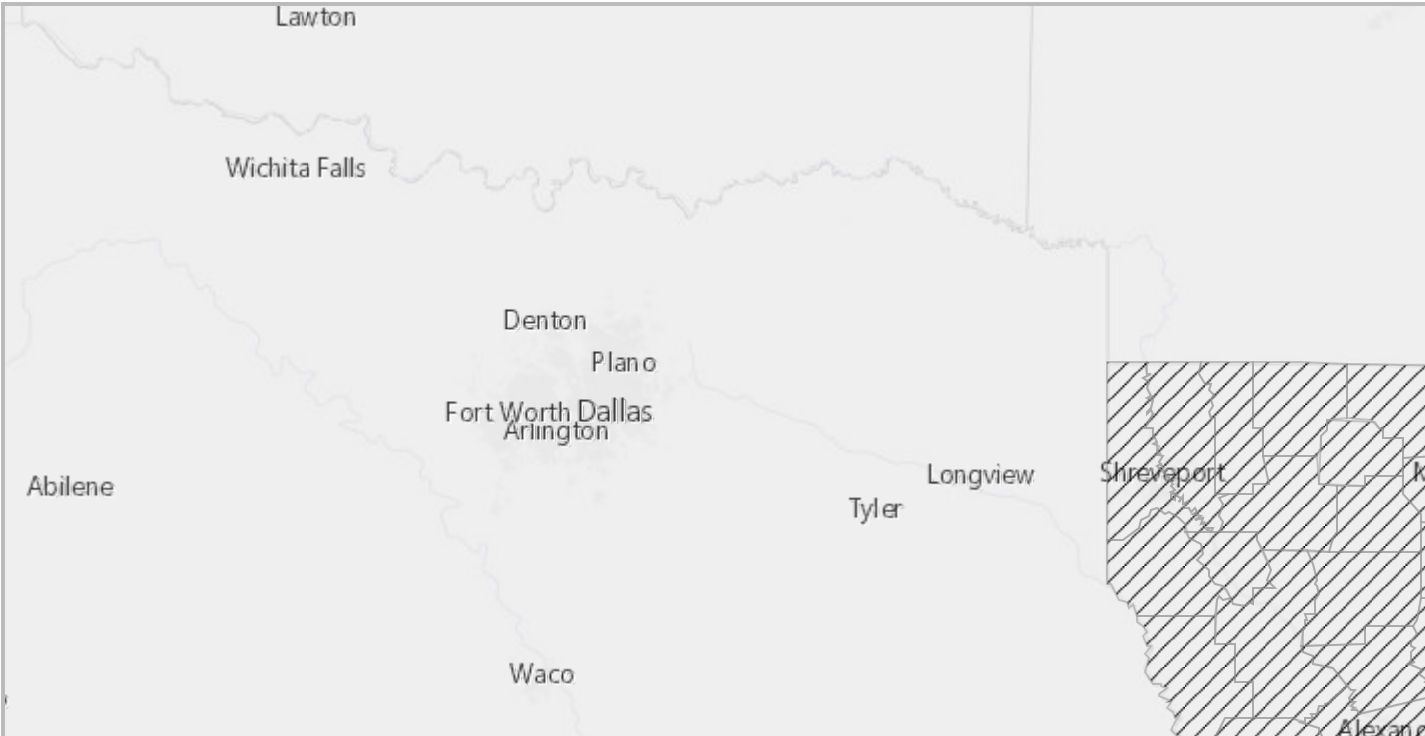 Lawton
Wichita Falls
Denton
Plano
Fort Worth Dallas
Arlington
Abilene
Longview
Shreveport
Tyler
Waco